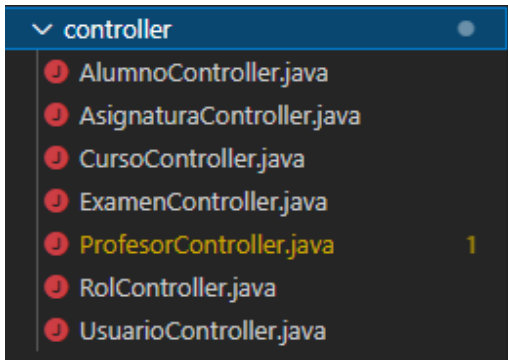 controller
AlumnoController.java
AsignaturaController.java
CursoController.java
ExamenController.java
ProfesorController.java 1
RolController.java
UsuarioController.java